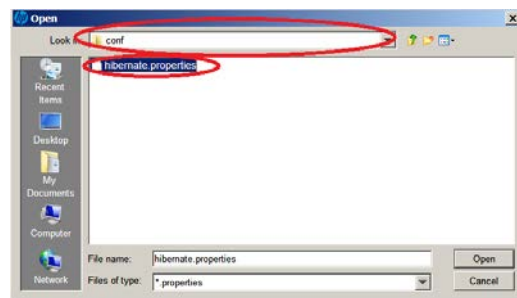 Open
Look in:
conf
hibernate.properties
Recent
Items
Desktop
My
Documents
Computer
Network
File name:
hibernate.properties
Open
Files of type:
*.properties
Cancel